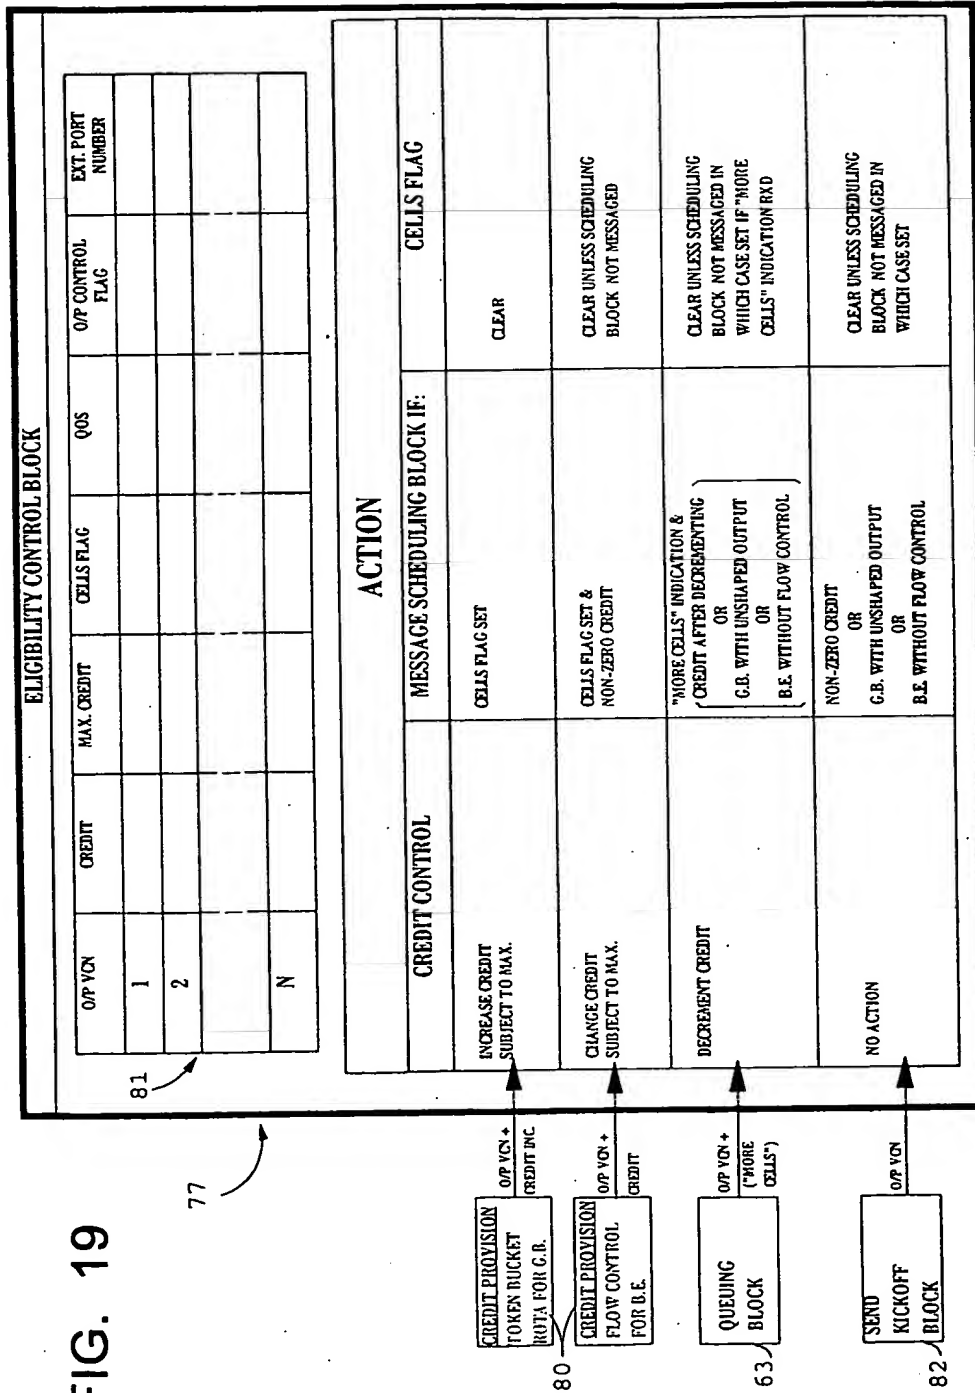 FIG. 19
77
ELIGIBILITY CONTROL BLOCK
81
O/P VCN
CREDIT
MAX. CREDIT
CELLS FLAG
QOS
O/P CONTROL
FLAG
EXT. PORT
NUMBER
1
2
N
ACTION
CREDIT CONTROL
MESSAGE SCHEDULING BLOCK IF:
CELLS FLAG
80
CREDIT PROVISION
TOKEN BUCKET
ROTA FOR G.B.
O/P VCN +
CREDIT INC.
INCREASE CREDIT
SUBJECT TO MAX.
CELLS FLAG SET
CLEAR
CREDIT PROVISION
FLOW CONTROL
FOR B.E.
O/P VCN +
CREDIT
CHANGE CREDIT
SUBJECT TO MAX.
CELLS FLAG SET &
NON-ZERO CREDIT
CLEAR UNLESS SCHEDULING
BLOCK NOT MESSAGED
63
QUEUING
BLOCK
O/P VCN +
("MORE
CELLS")
DECREMENT CREDIT
"MORE CELLS" INDICATION &
CREDIT AFTER DECREMENTING
OR
G.B. WITH UNSHAPED OUTPUT
OR
B.E. WITHOUT FLOW CONTROL
CLEAR UNLESS SCHEDULING
BLOCK NOT MESSAGED IN
WHICH CASE SET IF "MORE
CELLS" INDICATION RXD
82
SEND
KICKOFF
BLOCK
O/P VCN
NO ACTION
NON-ZERO CREDIT
OR
G.B. WITH UNSHAPED OUTPUT
OR
B.E. WITHOUT FLOW CONTROL
CLEAR UNLESS SCHEDULING
BLOCK NOT MESSAGED IN
WHICH CASE SET